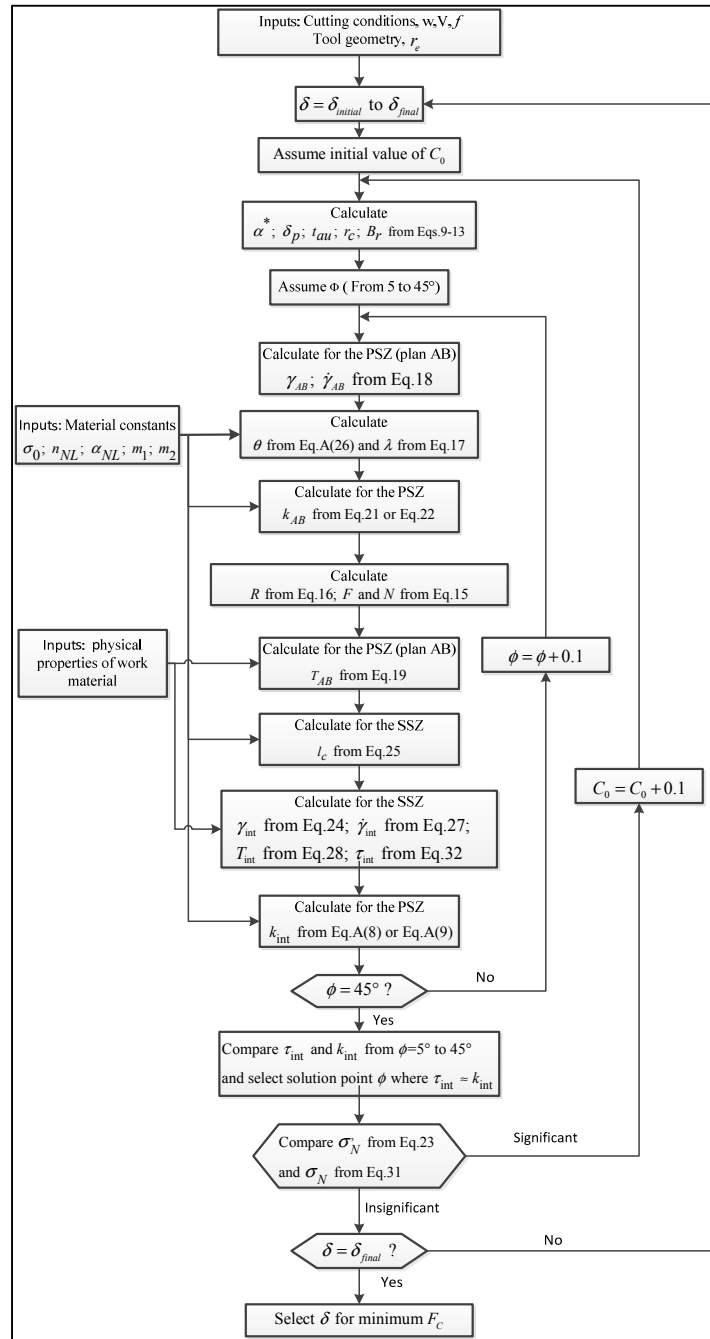 Inputs: Cutting conditions, w,V, f
Tool geometry, r_e
δ = δ_initial to δ_final
Assume initial value of C_0
Calculate
α*; δ_p; t_au; r_c; B_r from Eqs.9-13
Assume Φ ( From 5 to 45°)
Calculate for the PSZ (plan AB)
γ_AB; γ̇_AB from Eq.18
Inputs: Material constants
σ_0; n_NL; α_NL; m_1; m_2
Calculate
θ from Eq.A(26) and λ from Eq.17
Calculate for the PSZ
k_AB from Eq.21 or Eq.22
Calculate
R from Eq.16; F and N from Eq.15
Inputs: physical
properties of work
material
Calculate for the PSZ (plan AB)
T_AB from Eq.19
ϕ = ϕ + 0.1
Calculate for the SSZ
l_c from Eq.25
C_0 = C_0 + 0.1
Calculate for the SSZ
γ_int from Eq.24; γ̇_int from Eq.27;
T_int from Eq.28; τ_int from Eq.32
Calculate for the PSZ
k_int from Eq.A(8) or Eq.A(9)
ϕ = 45° ?
No
Yes
Compare τ_int and k_int from ϕ=5° to 45°
and select solution point ϕ where τ_int ≈ k_int
Compare σ'_N from Eq.23
and σ_N from Eq.31
Significant
Insignificant
δ = δ_final ?
No
Yes
Select δ for minimum F_C